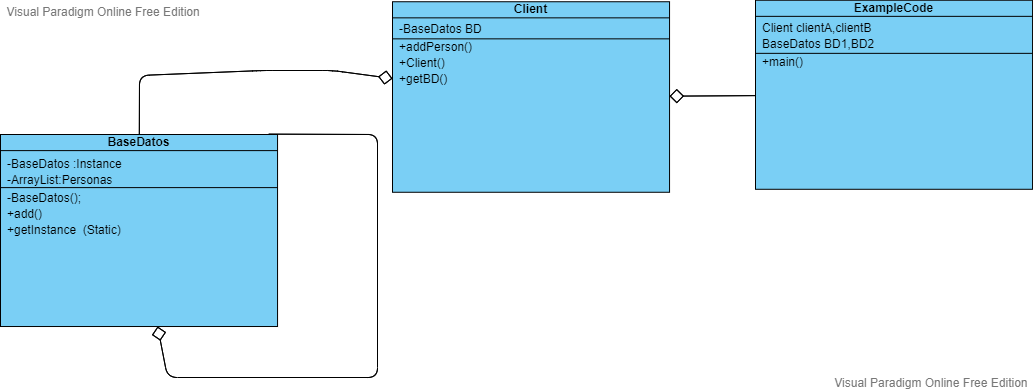 Visual Paradigm Online Free Edition
Client
-BaseDatos BD
+addPerson()
+Client()
+getBD()
ExampleCode
Client clientA,clientB
BaseDatos BD1,BD2
+main()
BaseDatos
-BaseDatos :Instance
-ArrayList:Personas
-BaseDatos();
+add()
+getInstance (Static)
Visual Paradigm Online Free Edition